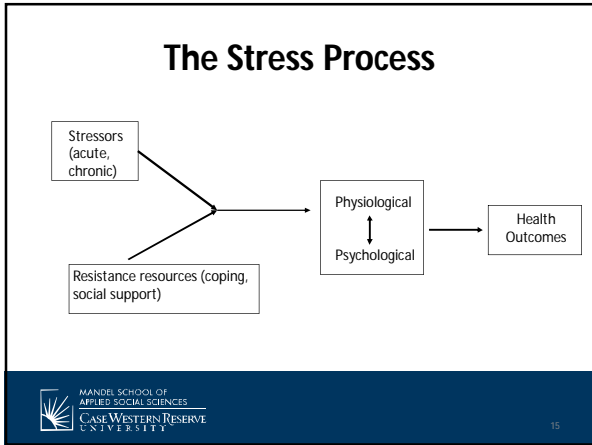 The Stress Process
Stressors
(acute,
chronic)
Physiological
Psychological
Health
Outcomes
Resistance resources (coping,
social support)
MANDEL SCHOOL OF
APPLIED SOCIAL SCIENCES
CASE WESTERN RESERVE
UNIVERSITY
15